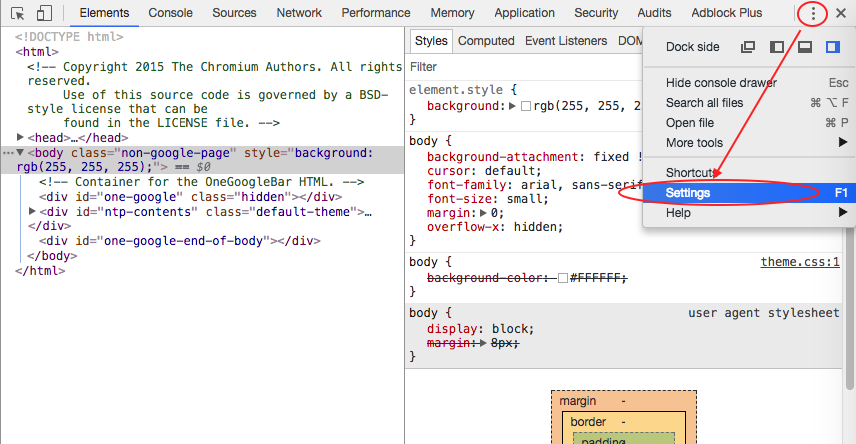 Elements Console Sources Network Performance Memory Application Security Audits Adblock Plus
<!DOCTYPE html>
<html>
<!-- Copyright 2015 The Chromium Authors. All rights
reserved.
Use of this source code is governed by a BSD-
style license that can be
found in the LICENSE file. -->
<head>…</head>
<body class="non-google-page" style="background:
rgb(255, 255, 255);"> == $0
<!-- Container for the OneGoogleBar HTML. -->
<div id="one-google" class="hidden"></div>
<div id="ntp-contents" class="default-theme">…
</div>
<div id="one-google-end-of-body"></div>
</body>
</html>
Styles Computed Event Listeners DOM
Filter
element.style {
background: rgb(255, 255, 2
}
body {
background-attachment: fixed !
cursor: default;
font-family: arial, sans-serif
font-size: small;
margin: 0;
overflow-x: hidden;
}
body { theme.css:1
background-color: #FFFFFF;
}
body { user agent stylesheet
display: block;
margin: 8px;
}
margin -
border -
padding-
Dock side
Hide console drawer Esc
Search all files ⌘ ⌥ F
Open file ⌘ P
More tools
Shortcuts
Settings F1
Help